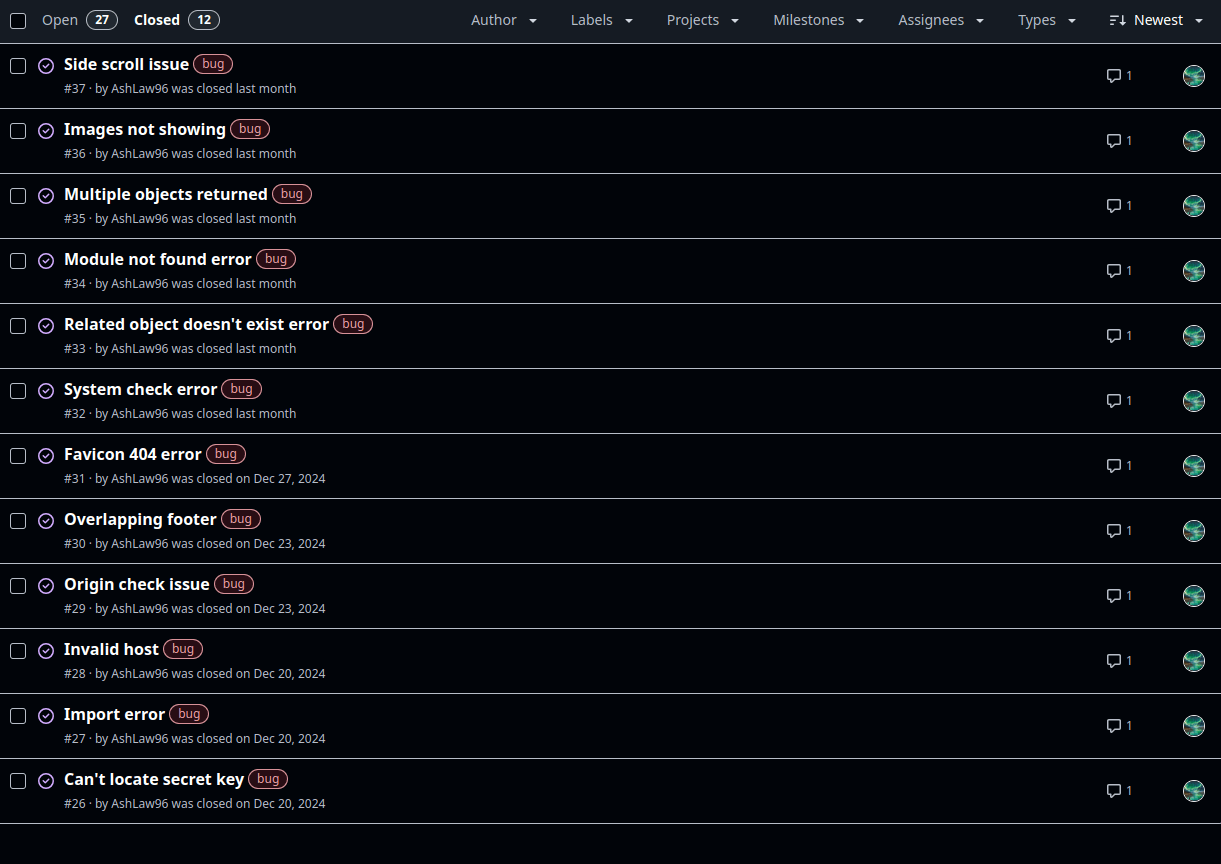 Open 27 Closed 12 Author Labels Projects Milestones Assignees Types Newest
Side scroll issue bug
1
#37 · by AshLaw96 was closed last month
Images not showing bug
1
#36 · by AshLaw96 was closed last month
Multiple objects returned bug
1
#35 · by AshLaw96 was closed last month
Module not found error bug
1
#34 · by AshLaw96 was closed last month
Related object doesn't exist error bug
1
#33 · by AshLaw96 was closed last month
System check error bug
1
#32 · by AshLaw96 was closed last month
Favicon 404 error bug
1
#31 · by AshLaw96 was closed on Dec 27, 2024
Overlapping footer bug
1
#30 · by AshLaw96 was closed on Dec 23, 2024
Origin check issue bug
1
#29 · by AshLaw96 was closed on Dec 23, 2024
Invalid host bug
1
#28 · by AshLaw96 was closed on Dec 20, 2024
Import error bug
1
#27 · by AshLaw96 was closed on Dec 20, 2024
Can't locate secret key bug
1
#26 · by AshLaw96 was closed on Dec 20, 2024